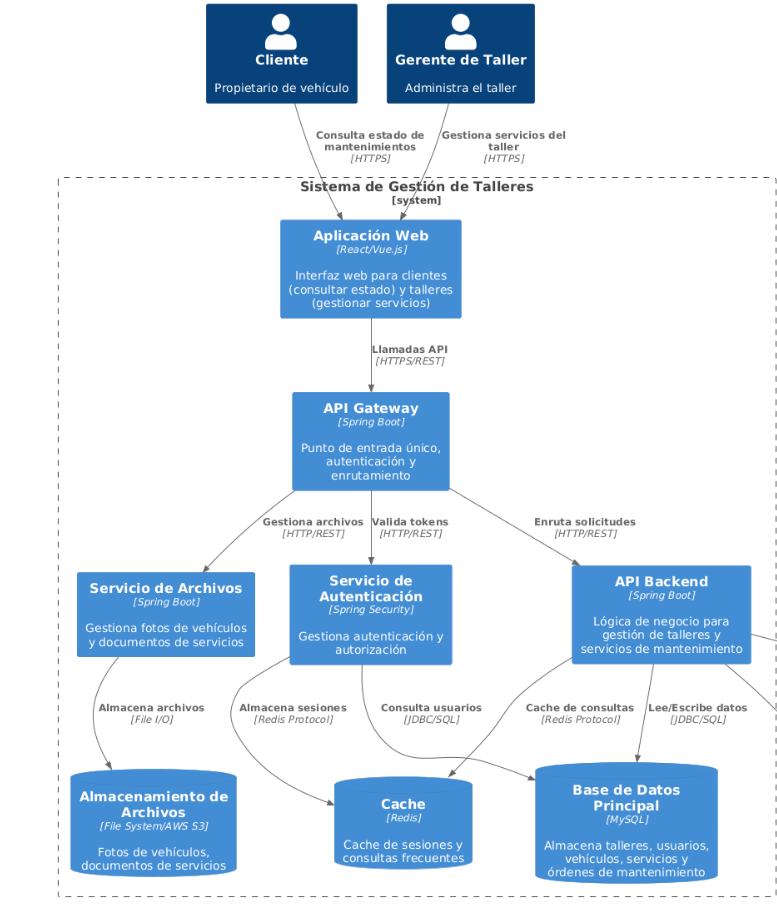 Cliente
Propietario de vehículo
Gerente de Taller
Administra el taller
Consulta estado de
mantenimientos
[HTTPS]
Gestiona servicios del
taller
[HTTPS]
Sistema de Gestión de Talleres
[system]
Aplicación Web
[React/Vue.js]
Interfaz web para clientes
(consultar estado) y talleres
(gestionar servicios)
Llamadas API
[HTTPS/REST]
API Gateway
[Spring Boot]
Punto de entrada único,
autenticación y
enrutamiento
Gestiona archivos
[HTTP/REST]
Valida tokens
[HTTP/REST]
Enruta solicitudes
[HTTP/REST]
Servicio de Archivos
[Spring Boot]
Gestiona fotos de vehículos
y documentos de servicios
Servicio de
Autenticación
[Spring Security]
Gestiona autenticación y
autorización
API Backend
[Spring Boot]
Lógica de negocio para
gestión de talleres y
servicios de mantenimiento
Almacena archivos
[File I/O]
Almacena sesiones
[Redis Protocol]
Consulta usuarios
[JDBC/SQL]
Cache de consultas
[Redis Protocol]
Lee/Escribe datos
[JDBC/SQL]
Almacenamiento de
Archivos
[File System/AWS S3]
Fotos de vehículos,
documentos de servicios
Cache
[Redis]
Cache de sesiones y
consultas frecuentes
Base de Datos
Principal
[MySQL]
Almacena talleres, usuarios,
vehículos, servicios y
órdenes de mantenimiento